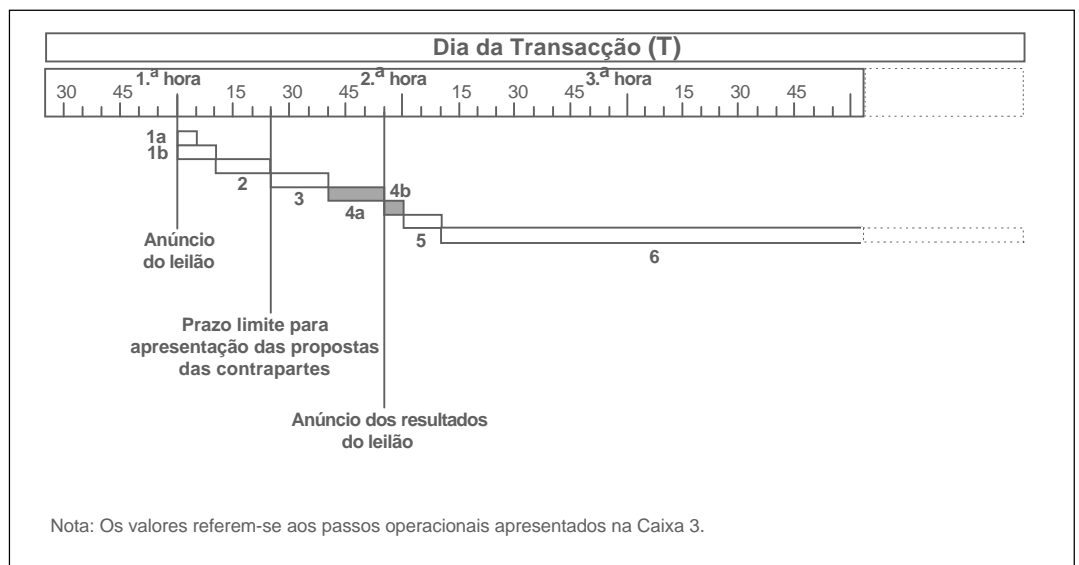 Dia da Transacção (T)
1.ª hora 2.ª hora 3.ª hora
30 45 15 30 45 15 30 45 15 30 45
1a
1b
2
3
4a
4b
5
6
Anúncio
do leilão
Prazo limite para
apresentação das propostas
das contrapartes
Anúncio dos resultados
do leilão
Nota: Os valores referem-se aos passos operacionais apresentados na Caixa 3.